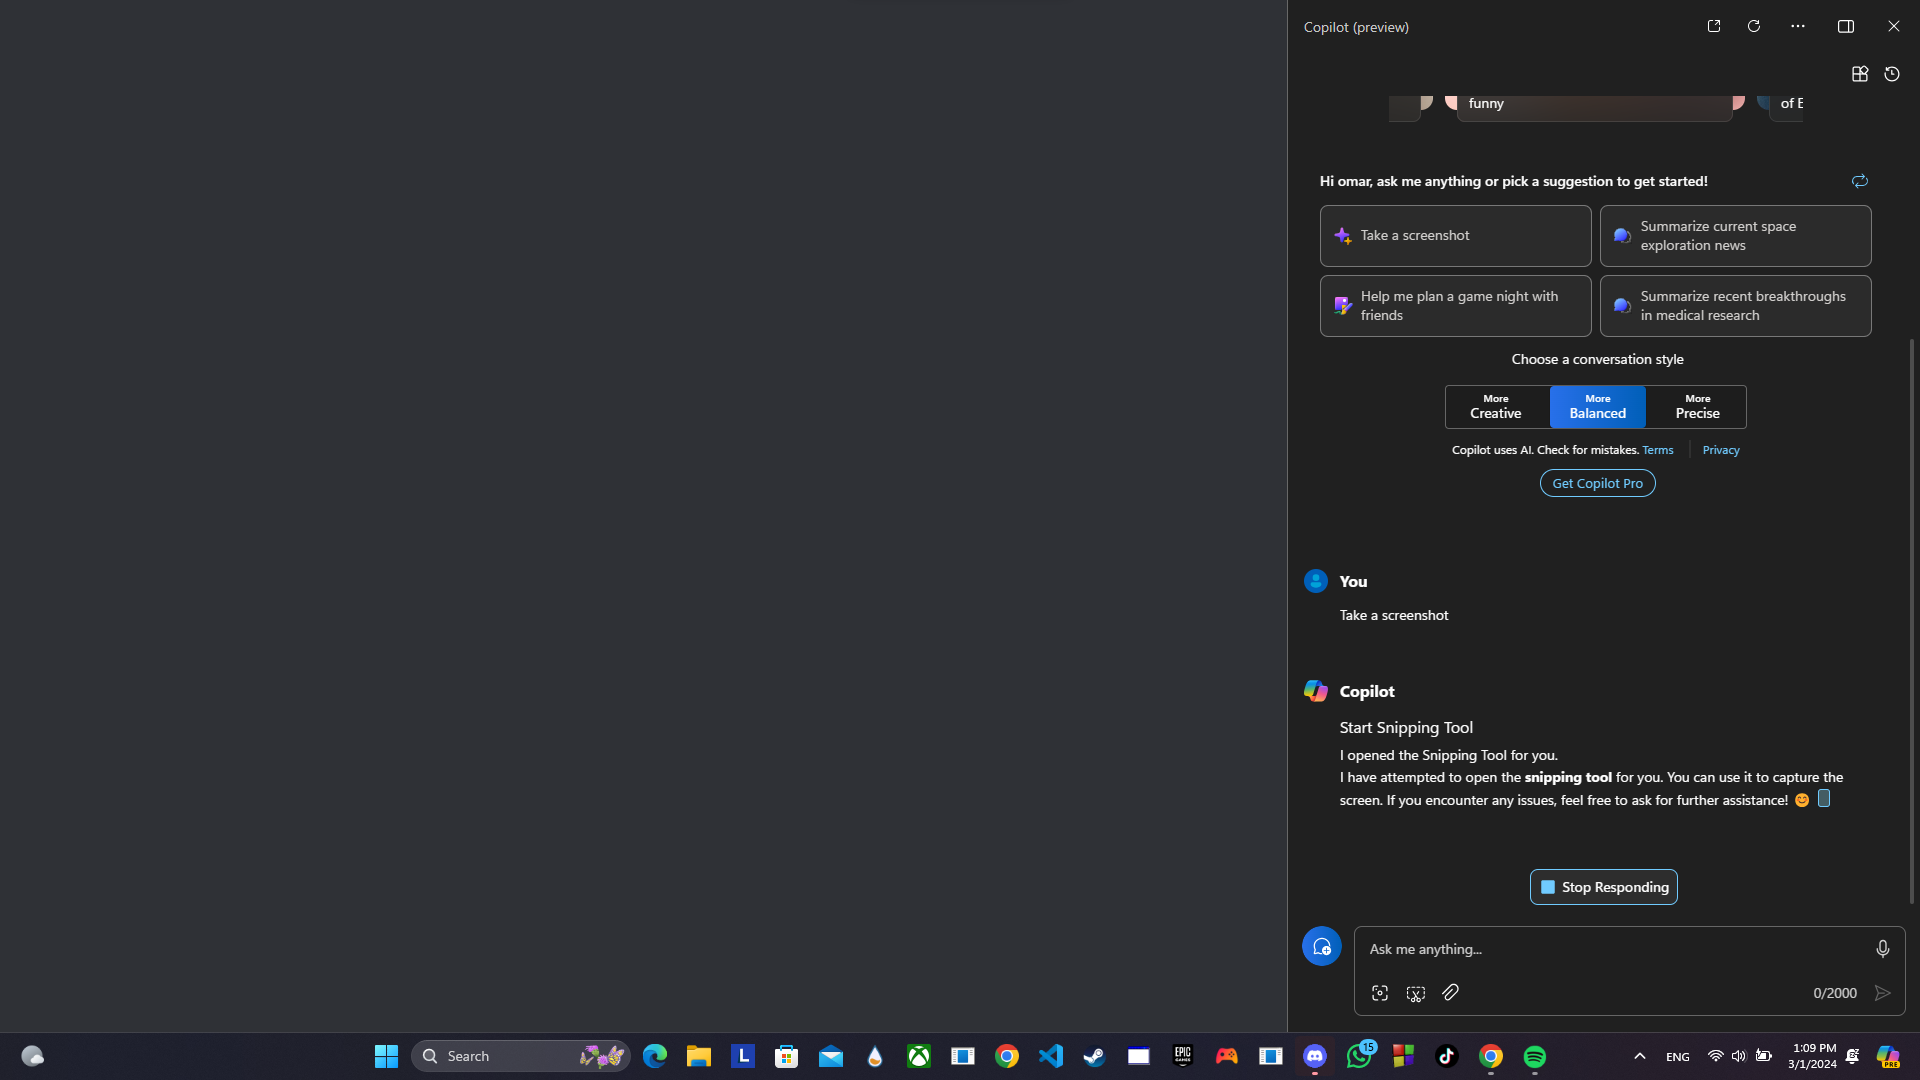 Copilot (preview)
funny
of E
Hi omar, ask me anything or pick a suggestion to get started!
Take a screenshot
Summarize current space
exploration news
Help me plan a game night with
friends
Summarize recent breakthroughs
in medical research
Choose a conversation style
More
Creative
More
Balanced
More
Precise
Copilot uses AI. Check for mistakes. Terms
Privacy
Get Copilot Pro
You
Take a screenshot
Copilot
Start Snipping Tool
I opened the Snipping Tool for you.
I have attempted to open the snipping tool for you. You can use it to capture the
screen. If you encounter any issues, feel free to ask for further assistance! 😊
Stop Responding
Ask me anything...
0/2000
Search
L
EPIC
GAMES
15
ENG
1:09 PM
3/1/2024
PRE